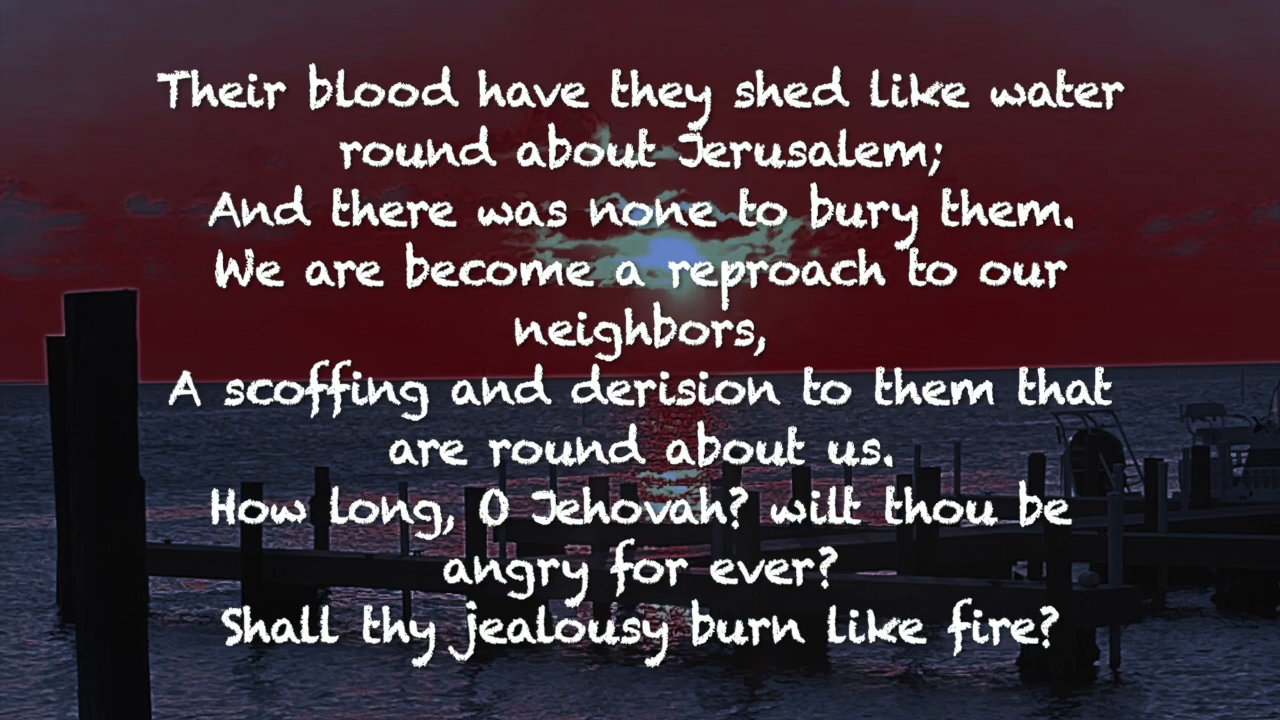 Their blood have they shed like water
round about Jerusalem;
And there was none to bury them.
We are become a reproach to our
neighbors,
A scoffing and derision to them that
are round about us.
How long, O Jehovah? wilt thou be
angry for ever?
Shall thy jealousy burn like fire?